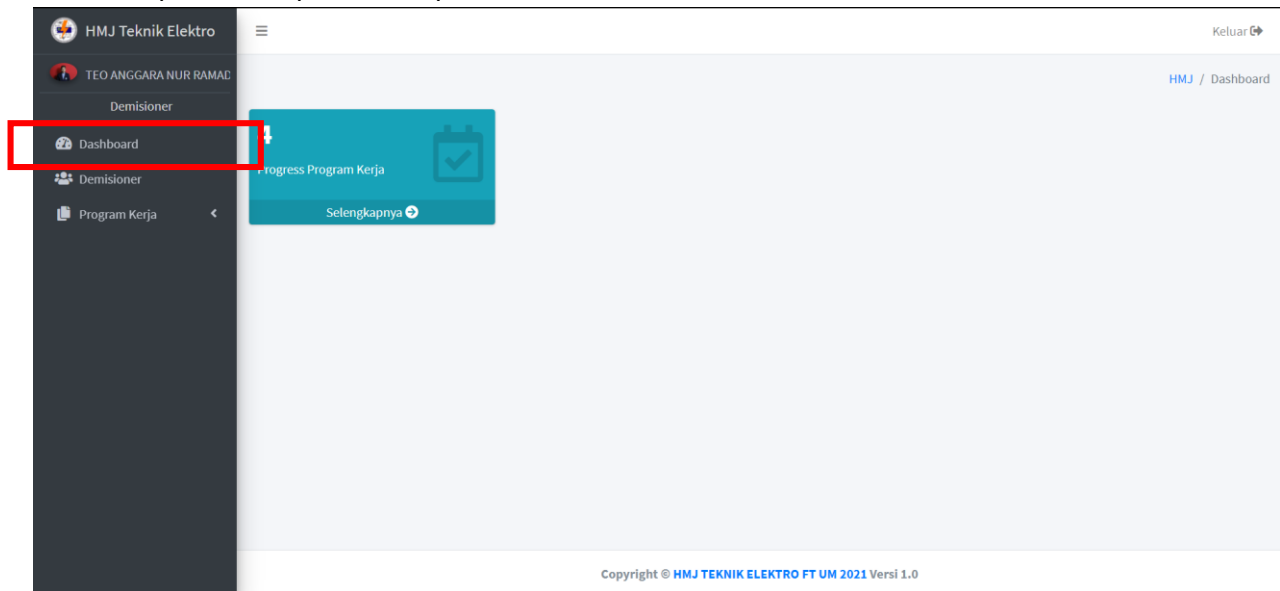 HMJ Teknik Elektro
Keluar
TEO ANGGARA NUR RAMAD
HMJ / Dashboard
Demisioner
Dashboard
Demisioner
Program Kerja
4
Progress Program Kerja
Selengkapnya
Copyright © HMJ TEKNIK ELEKTRO FT UM 2021 Versi 1.0